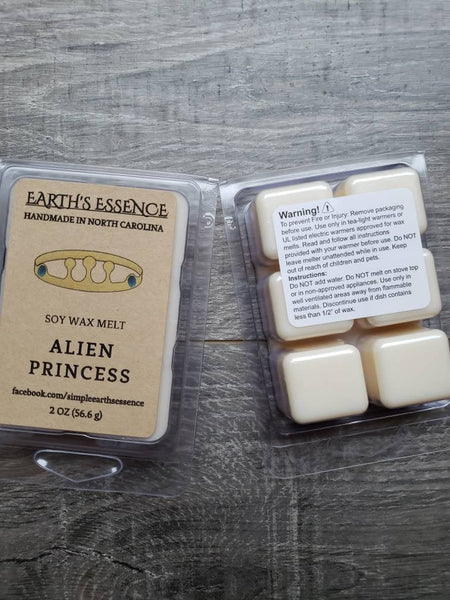 EARTH'S ESSENCE
HANDMADE IN NORTH CAROLINA
SOY WAX MELT
ALIEN
PRINCESS
facebook.com/simpleearthsessence
2 OZ (56.6 g)
Warning!
To prevent Fire or Injury: Remove packaging
before use. Use only in tea-light warmers or
UL listed electric warmers approved for wax
melts. Read and follow all instructions
provided with your warmer before use. Do NOT
leave melter unattended while in use. Keep
out of reach of children and pets.
Instructions:
Do NOT add water. Do NOT melt on stove top
or in non-approved appliances. Use only in
well ventilated areas away from flammable
materials. Discontinue use if dish contains
less than 1/2" of wax.